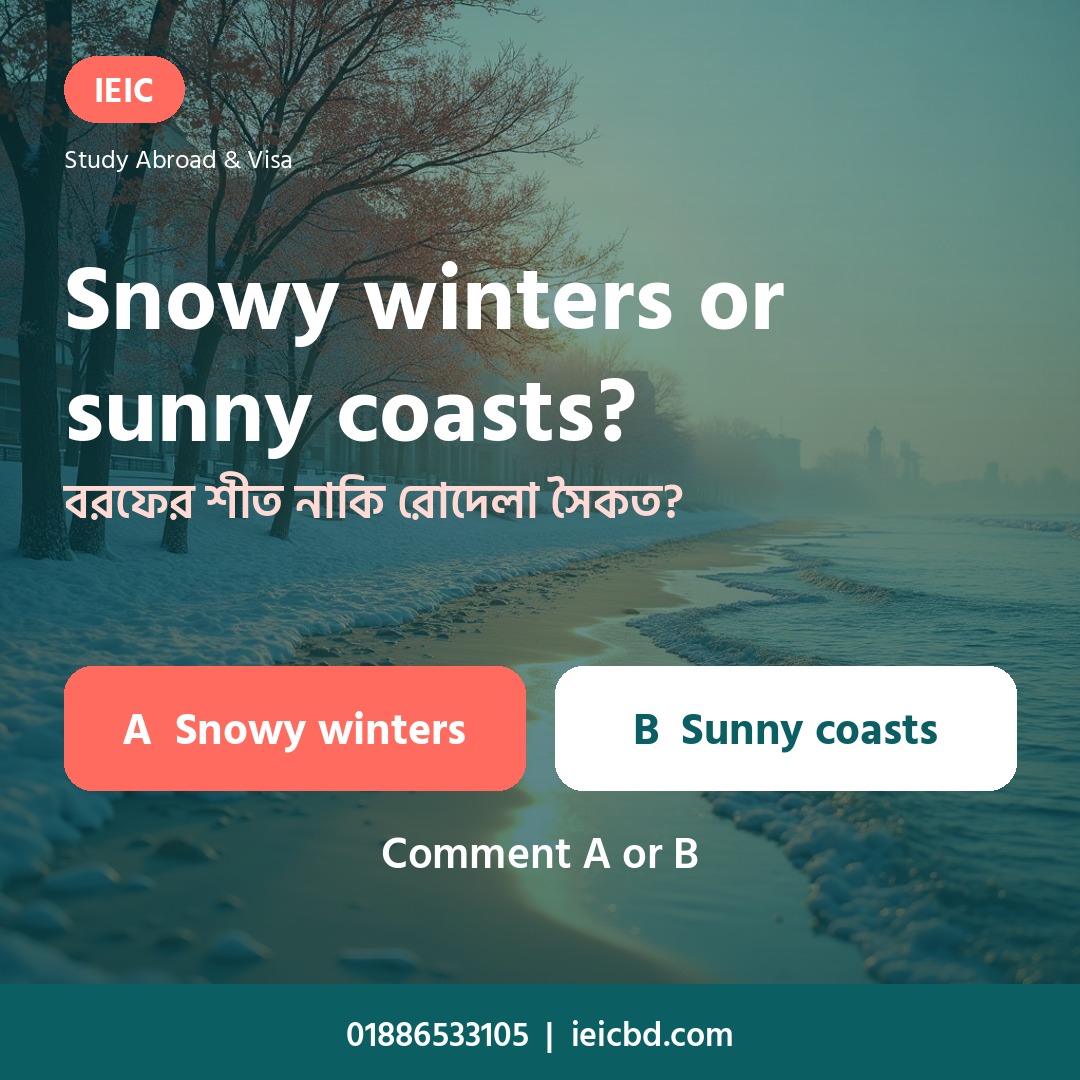 IEIC
Study Abroad & Visa
Snowy winters or
sunny coasts?
বরফের শীত নাকি রোদেলা সৈকত?
A Snowy winters
B Sunny coasts
Comment A or B
01886533105 | ieicbd.com